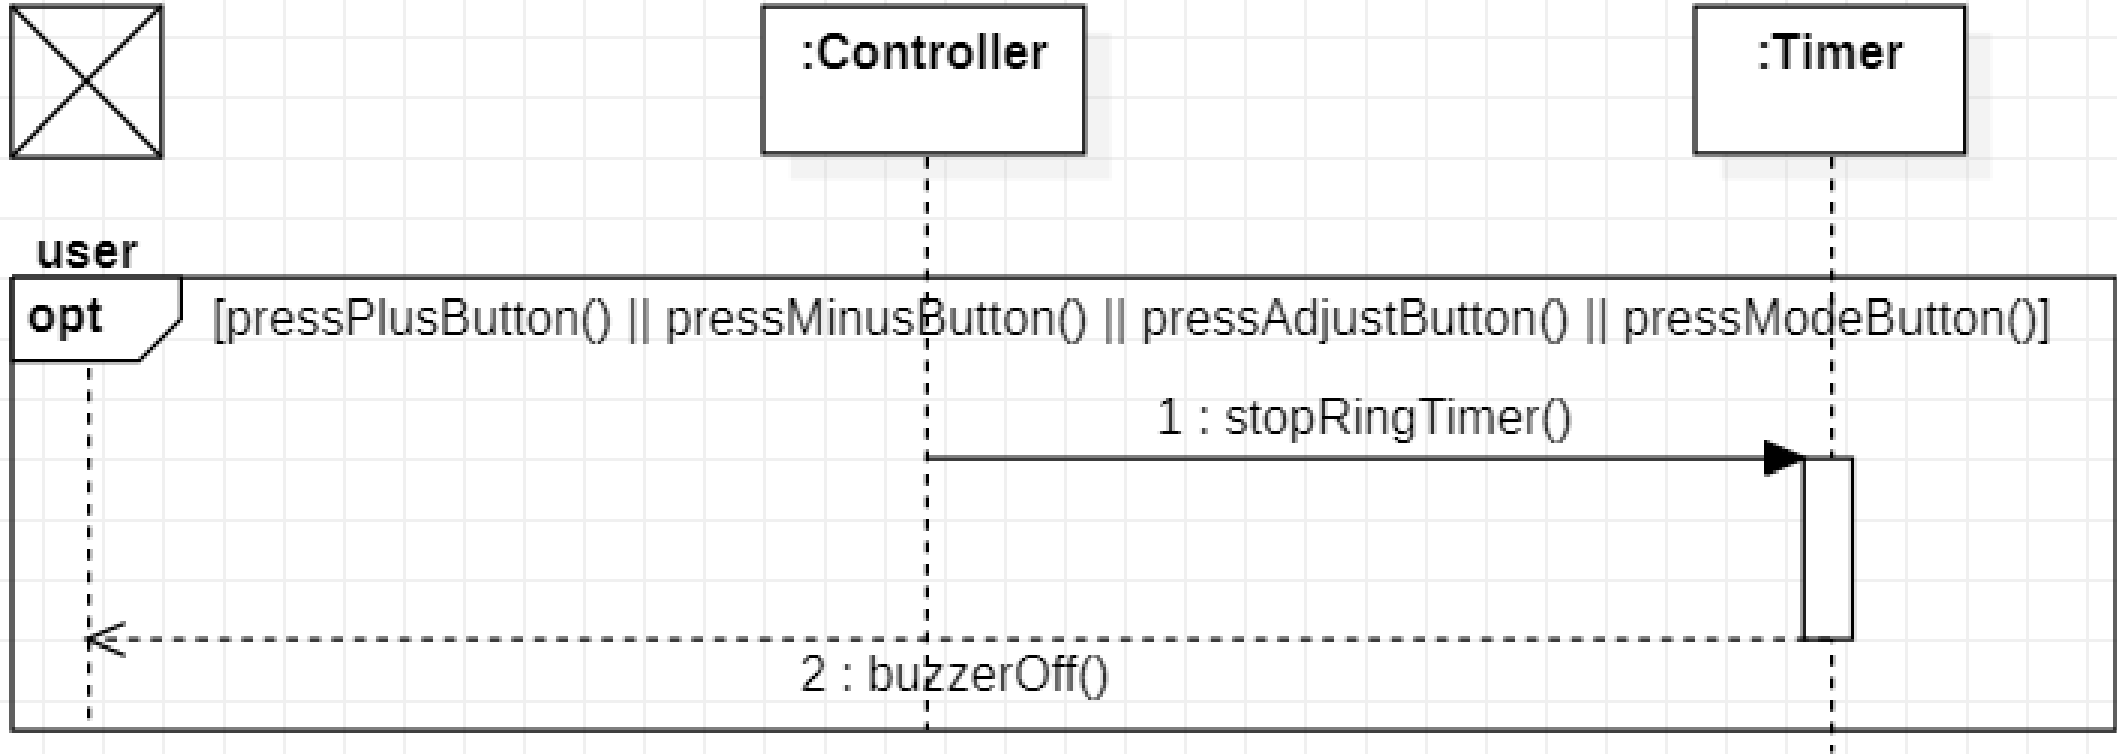 :Controller
:Timer
user
opt
[pressPlusButton() || pressMinusButton() || pressAdjustButton() || pressModeButton()]
1 : stopRingTimer()
2 : buzzerOff()